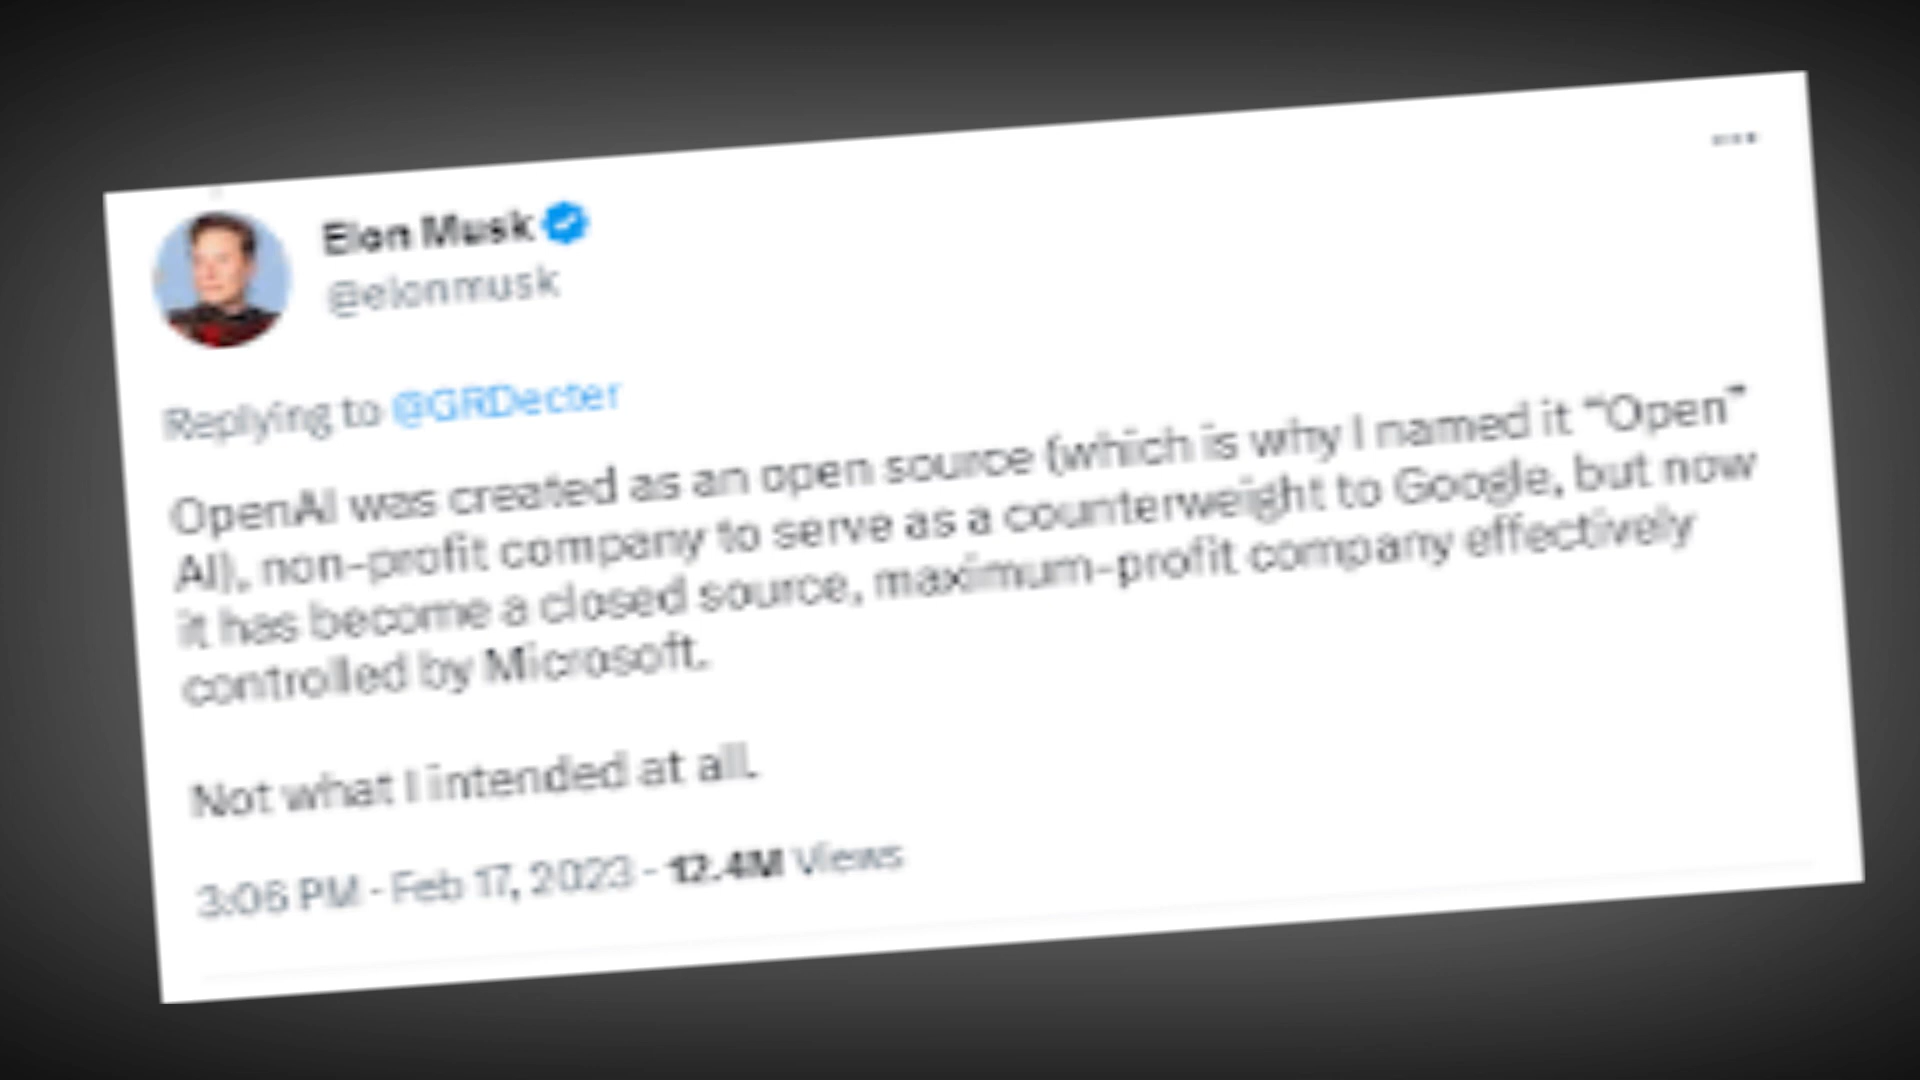 Elon Musk
@elonmusk
Replying to @GRDecter
OpenAI was created as an open source (which is why I named it “Open”
AI), non-profit company to serve as a counterweight to Google, but now
it has become a closed source, maximum-profit company effectively
controlled by Microsoft.
Not what I intended at all.
3:06 PM · Feb 17, 2023 · 12.4M Views